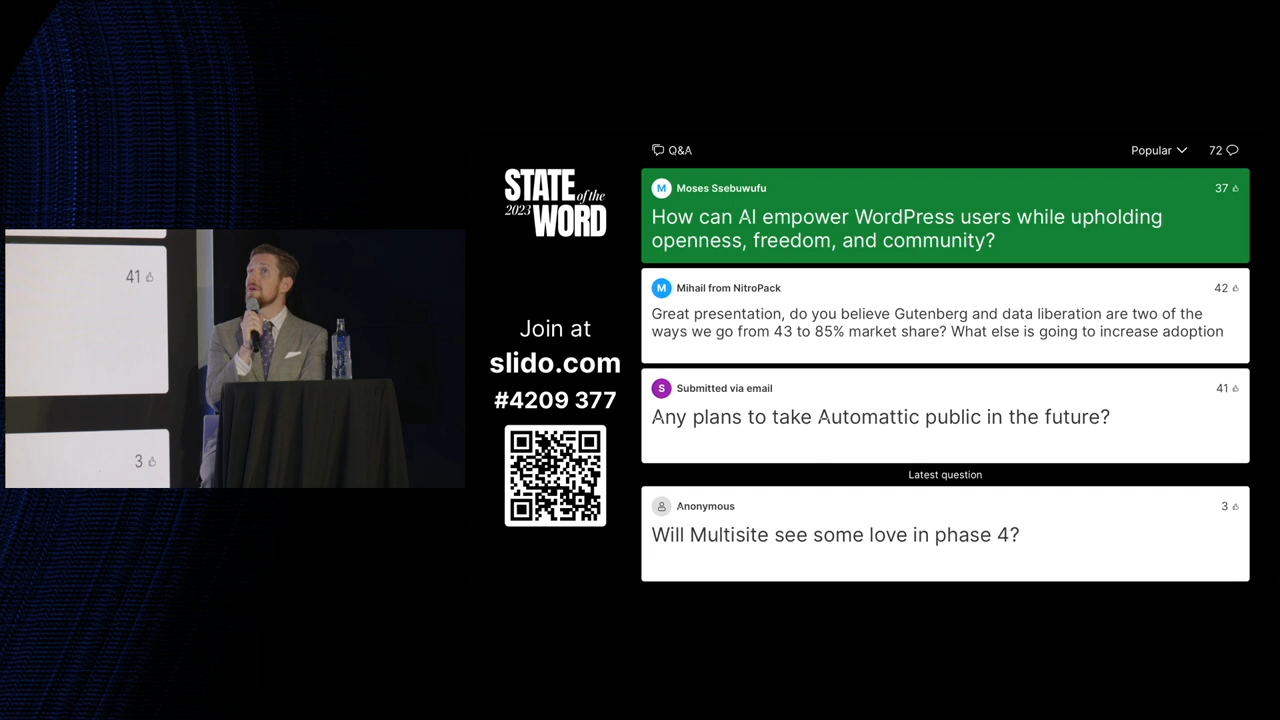 41
3
STATE of the
2023 WORD
Join at
slido.com
#4209 377
Q&A
Popular
72
M
Moses Ssebuwufu
37
How can AI empower WordPress users while upholding
openness, freedom, and community?
M
Mihail from NitroPack
42
Great presentation, do you believe Gutenberg and data liberation are two of the
ways we go from 43 to 85% market share? What else is going to increase adoption
S
Submitted via email
41
Any plans to take Automattic public in the future?
Latest question
Anonymous
3
Will Multisite see some love in phase 4?